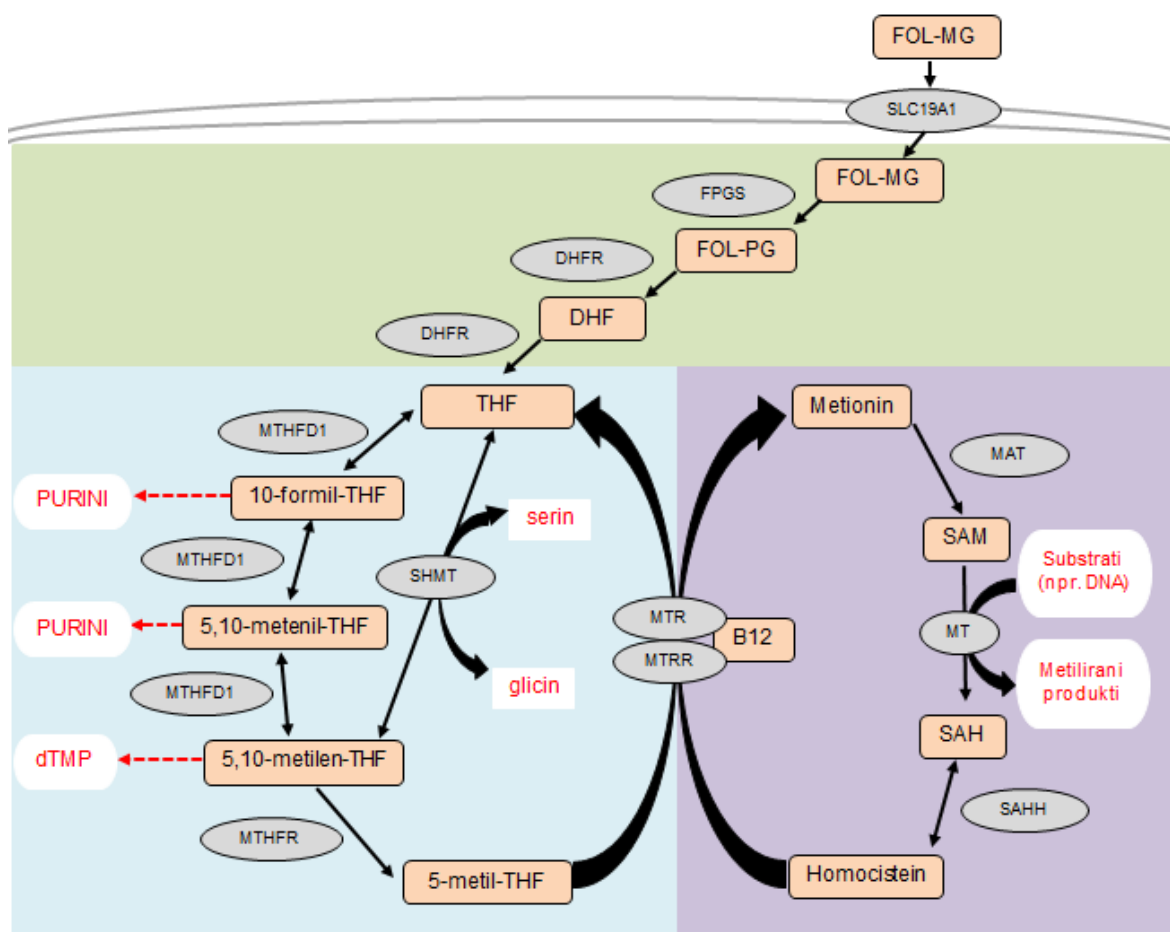 FOL-MG
SLC19A1
FOL-MG
FPGS
FOL-PG
DHFR
DHF
DHFR
THF
Metionin
MTHFD1
MAT
10-formil-THF
PURINI
serin
SAM
MTHFD1
SHMT
Substrati
(npr. DNA)
5,10-metenil-THF
PURINI
MTR
B12
MT
MTRR
MTHFD1
glicin
Metilirani
produkti
SAH
5,10-metilen-THF
dTMP
SAHH
MTHFR
5-metil-THF
Homocistein